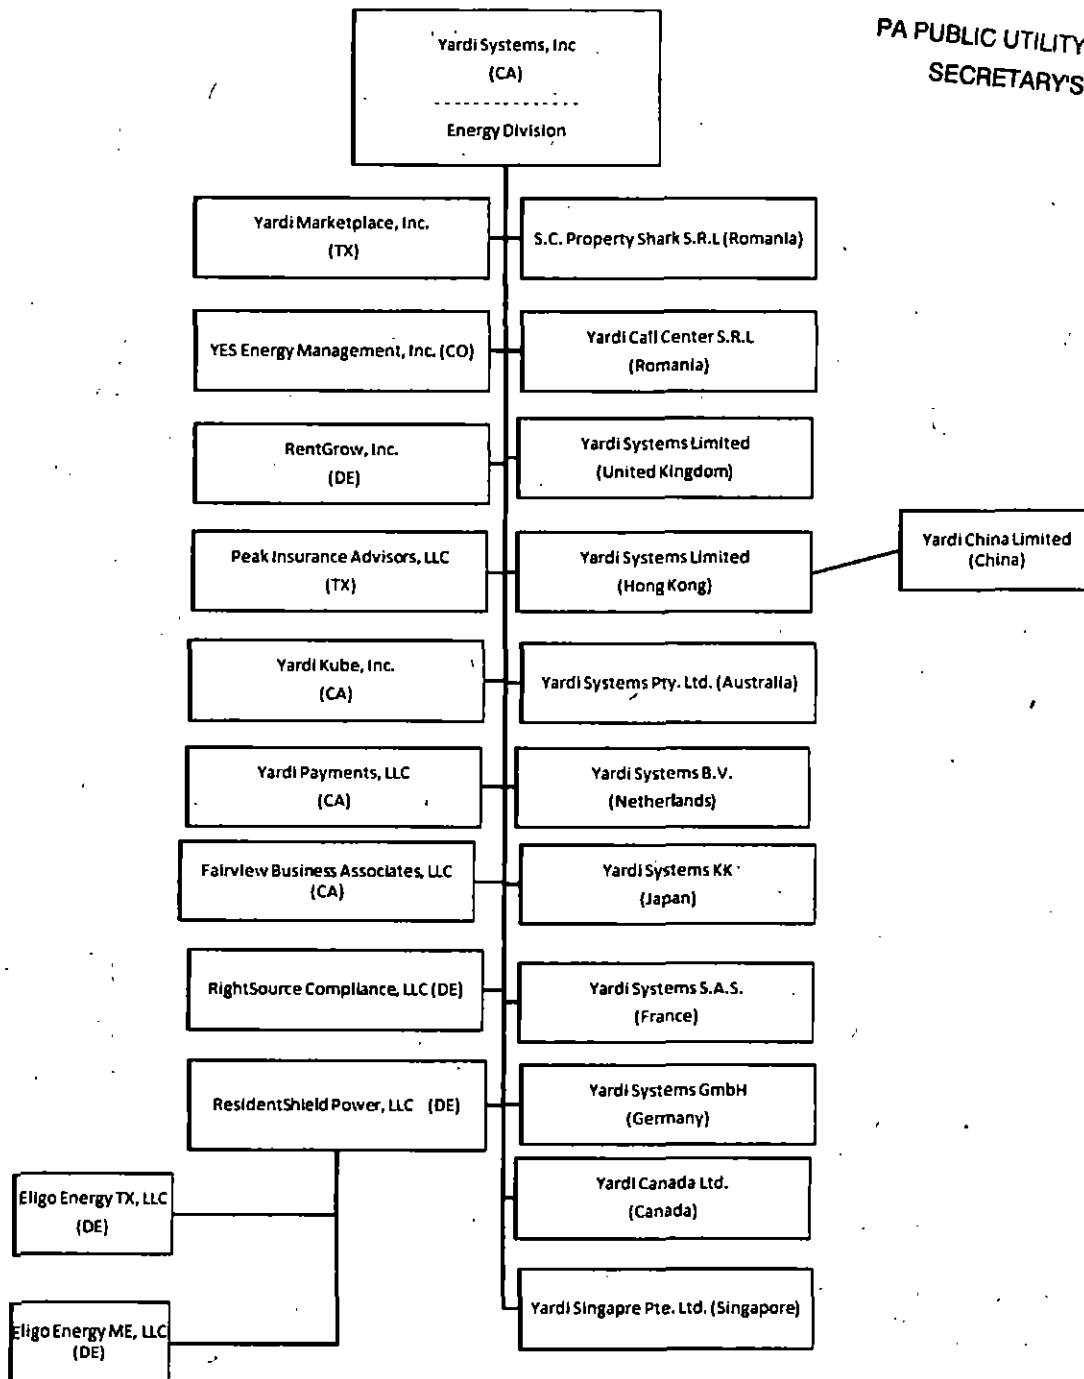 PA PUBLIC UTILITY
SECRETARY'S
Yardi Systems, Inc
(CA)
Energy Division
Yardi Marketplace, Inc.
(TX)
S.C. Property Shark S.R.L (Romania)
YES Energy Management, Inc. (CO)
Yardi Call Center S.R.L
(Romania)
RentGrow, Inc.
(DE)
Yardi Systems Limited
(United Kingdom)
Peak Insurance Advisors, LLC
(TX)
Yardi Systems Limited
(Hong Kong)
Yardi China Limited
(China)
Yardi Kube, Inc.
(CA)
Yardi Systems Pty. Ltd. (Australia)
Yardi Payments, LLC
(CA)
Yardi Systems B.V.
(Netherlands)
Fairview Business Associates, LLC
(CA)
Yardi Systems KK
(Japan)
RightSource Compliance, LLC (DE)
Yardi Systems S.A.S.
(France)
ResidentShield Power, LLC (DE)
Yardi Systems GmbH
(Germany)
Eligo Energy TX, LLC
(DE)
Yardi Canada Ltd.
(Canada)
Yardi Singapre Pte. Ltd. (Singapore)
Eligo Energy ME, LLC
(DE)